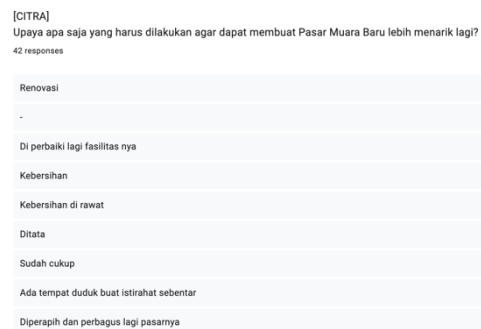 [CITRA]
Upaya apa saja yang harus dilakukan agar dapat membuat Pasar Muara Baru lebih menarik lagi?
42 responses
Renovasi
-
Di perbaiki lagi fasilitas nya
Kebersihan
Kebersihan di rawat
Ditata
Sudah cukup
Ada tempat duduk buat istirahat sebentar
Diperapih dan perbagus lagi pasarnya